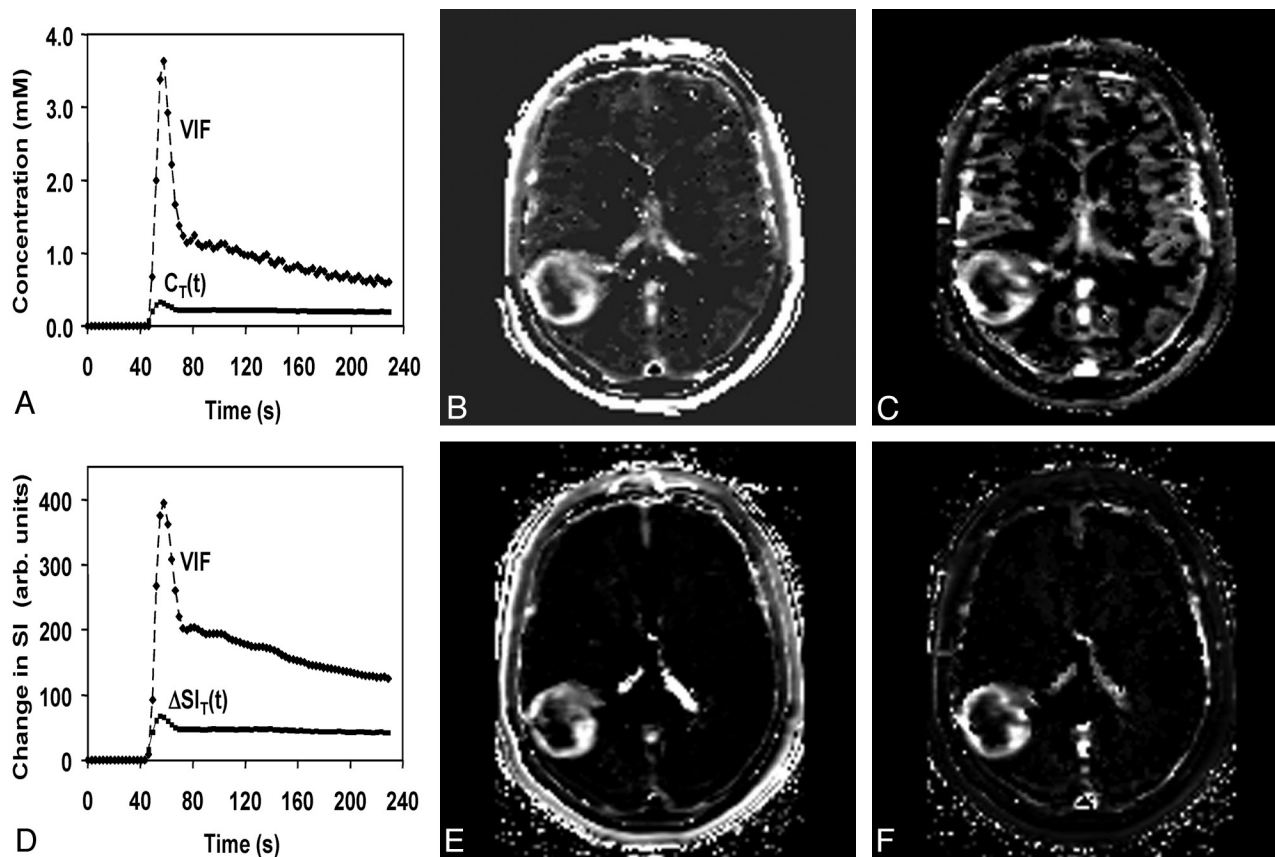 4.0
3.0
2.0
1.0
0.0
Concentration (mM)
VIF
C_T(t)
0 40 80 120 160 200 240
Time (s)
A
B
C
400
300
200
100
0
Change in SI (arb. units)
VIF
ΔSI_T(t)
0 40 80 120 160 200 240
Time (s)
D
E
F